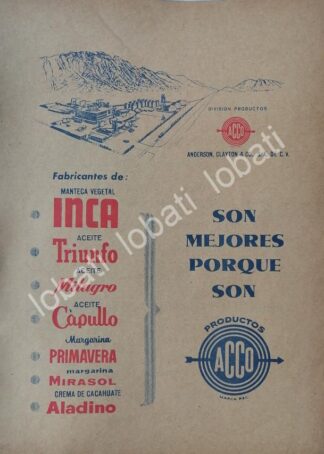 DIVISION PRODUCTOS
ACCO
ANDERSON, CLAYTON & CO., S.A. DE C.V.
Fabricantes de:
MANTECA VEGETAL
INCA
ACEITE
Triunfo
ACEITE
Milagro
ACEITE
Capullo
Margarina
PRIMAVERA
margarina
MIRASOL
CREMA DE CACAHUATE
Aladino
SON
MEJORES
PORQUE
SON
PRODUCTOS
ACCO
MARCA REG.
lobati lobati lobati